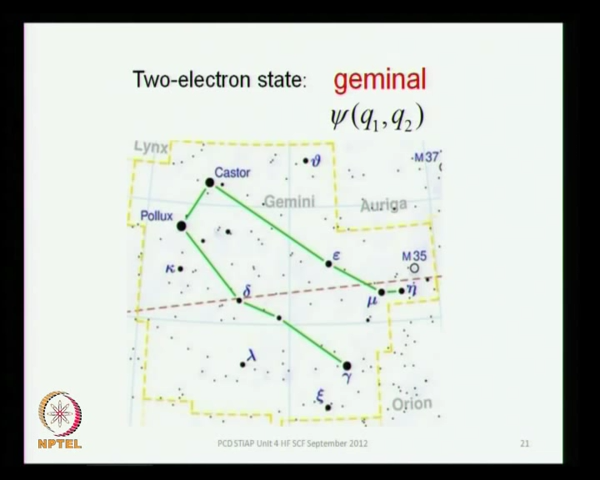 Two-electron state: geminal
ψ(q₁,q₂)
Lynx
Castor
ϑ
M37
Gemini
Auriga
Pollux
ε
M 35
κ
δ
μ
η
λ
γ
ξ
Orion
NPTEL
PCD STIAP Unit 4 HF SCF September 2012
21